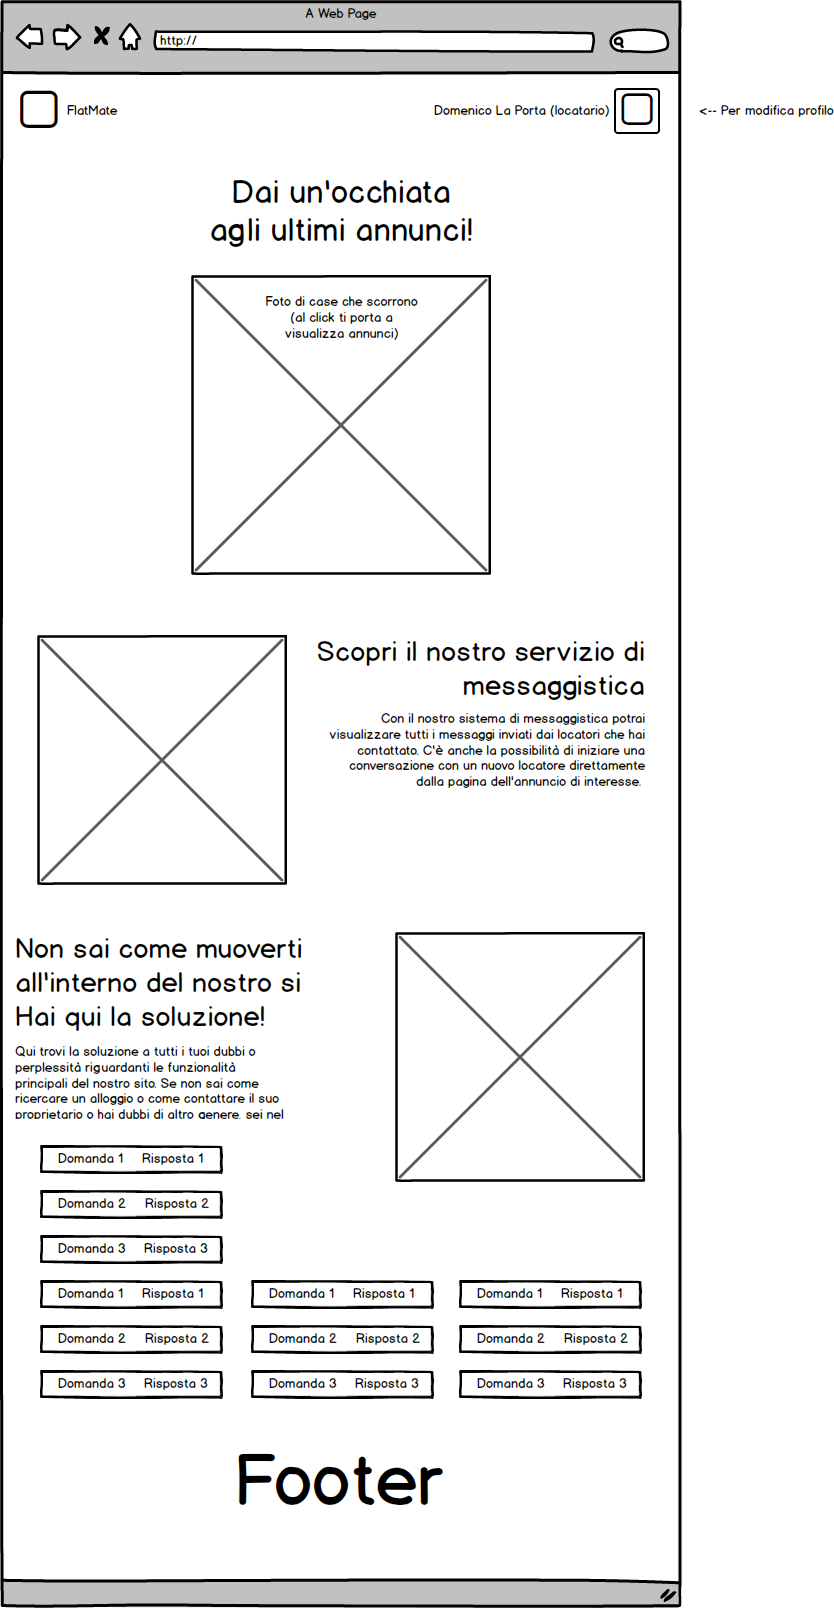 A Web Page
http://
FlatMate
Domenico La Porta (locatario)
<-- Per modifica profilo
Dai un'occhiata
agli ultimi annunci!
Foto di case che scorrono
(al click ti porta a
visualizza annunci)
Scopri il nostro servizio di
messaggistica
Con il nostro sistema di messaggistica potrai
visualizzare tutti i messaggi inviati dai locatori che hai
contattato. C'è anche la possibilità di iniziare una
conversazione con un nuovo locatore direttamente
dalla pagina dell'annuncio di interesse.
Non sai come muoverti
all'interno del nostro si
Hai qui la soluzione!
Qui trovi la soluzione a tutti i tuoi dubbi o
perplessità riguardanti le funzionalità
principali del nostro sito. Se non sai come
ricercare un alloggio o come contattare il suo
proprietario o hai dubbi di altro genere, sei nel
Domanda 1 Risposta 1
Domanda 2 Risposta 2
Domanda 3 Risposta 3
Domanda 1 Risposta 1 Domanda 1 Risposta 1 Domanda 1 Risposta 1
Domanda 2 Risposta 2 Domanda 2 Risposta 2 Domanda 2 Risposta 2
Domanda 3 Risposta 3 Domanda 3 Risposta 3 Domanda 3 Risposta 3
Footer